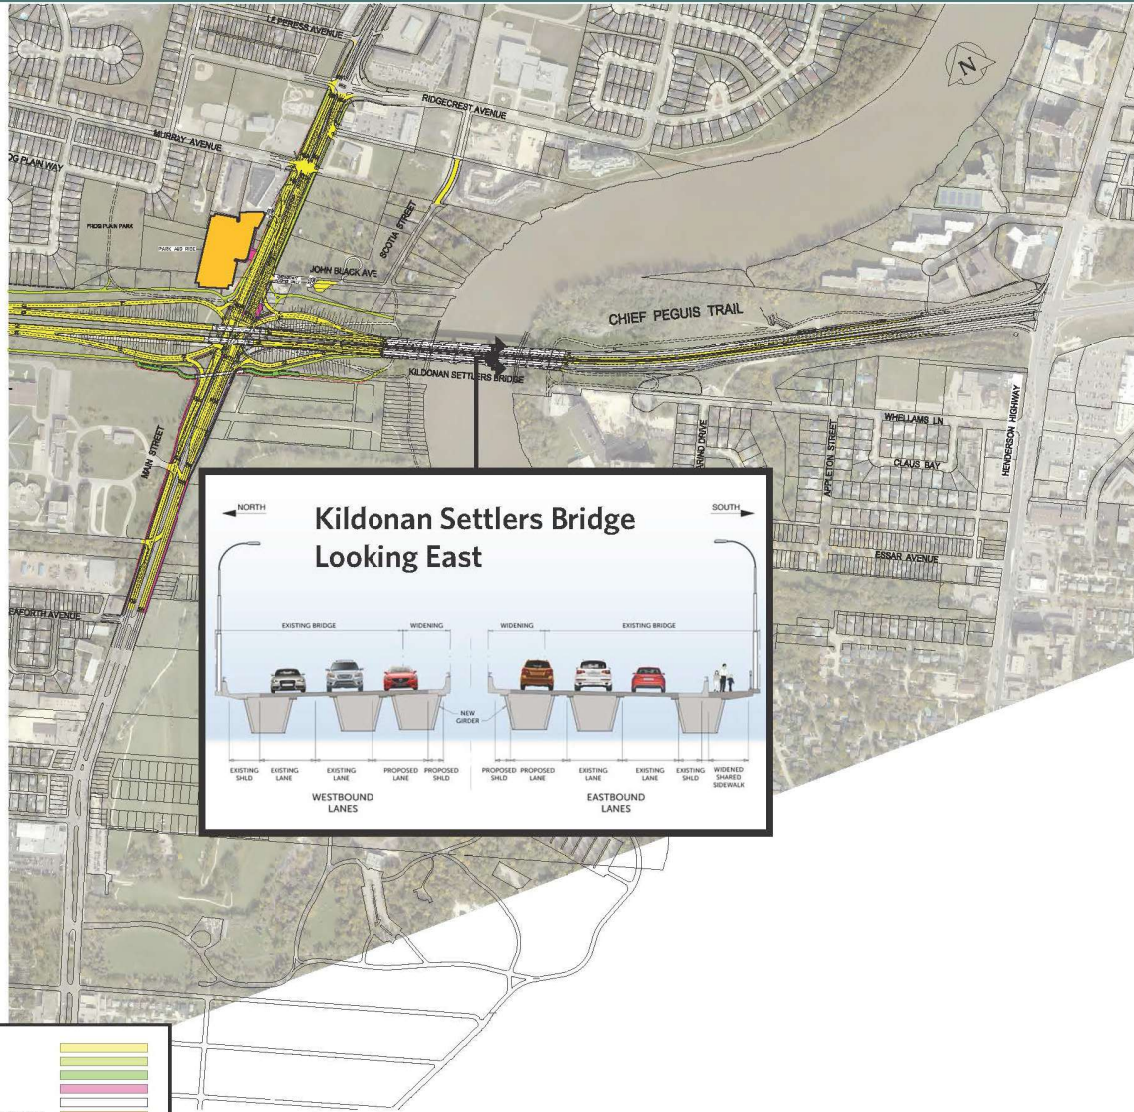 LE PERESS AVENUE
RIDGECREST AVENUE
MURRAY AVENUE
OG PLAIN WAY
FROG PLAIN PARK
PARK AND RIDE
SCOTIA STREET
JOHN BLACK AVE
N
CHIEF PEGUIS TRAIL
KILDONAN SETTLERS BRIDGE
MAIN STREET
ARIND DRIVE
APPLETON STREET
WHELLAMS LN
CLAUS BAY
HENDERSON HIGHWAY
ESSAR AVENUE
EAFORTH AVENUE
NORTH
SOUTH
Kildonan Settlers Bridge
Looking East
EXISTING BRIDGE
WIDENING
WIDENING
EXISTING BRIDGE
NEW
GIRDER
EXISTING
SHLD
EXISTING
LANE
EXISTING
LANE
PROPOSED
LANE
PROPOSED
SHLD
PROPOSED
SHLD
PROPOSED
LANE
EXISTING
LANE
EXISTING
LANE
EXISTING
SHLD
WIDENED
SHARED
SIDEWALK
WESTBOUND
LANES
EASTBOUND
LANES